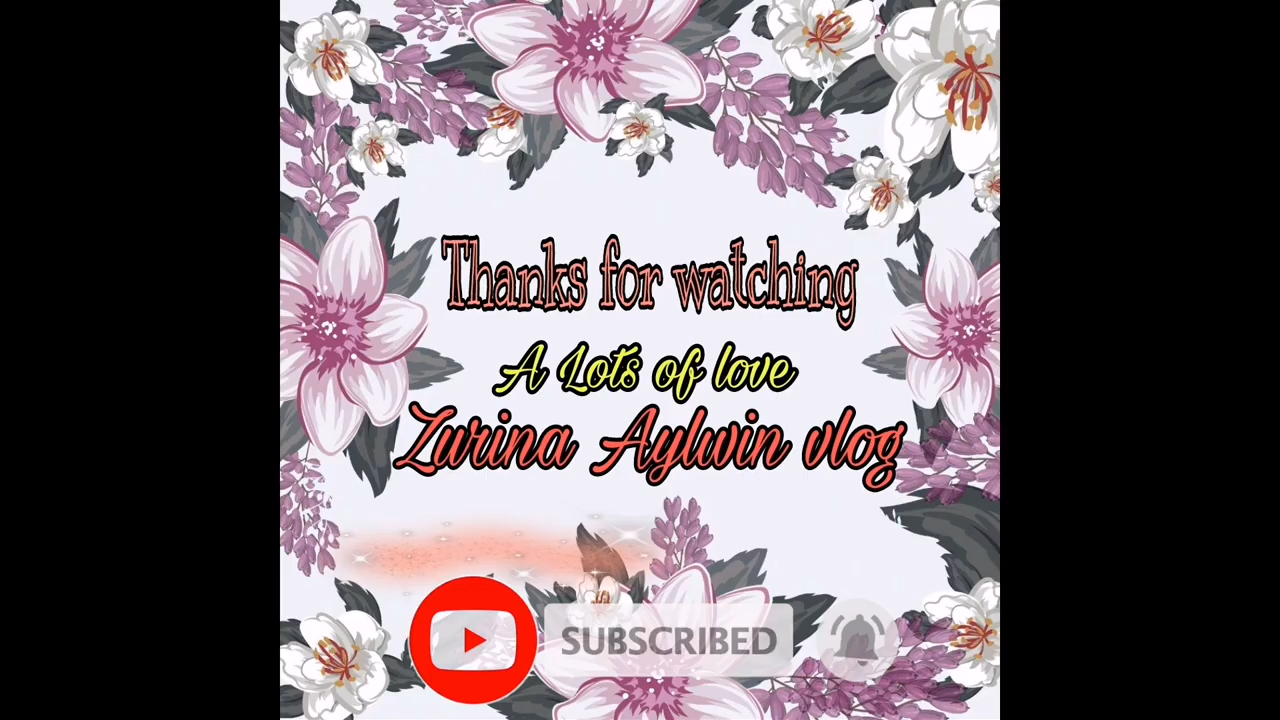 Thanks for watching
A Lots of love
Zurina Aylwin vlog
SUBSCRIBED